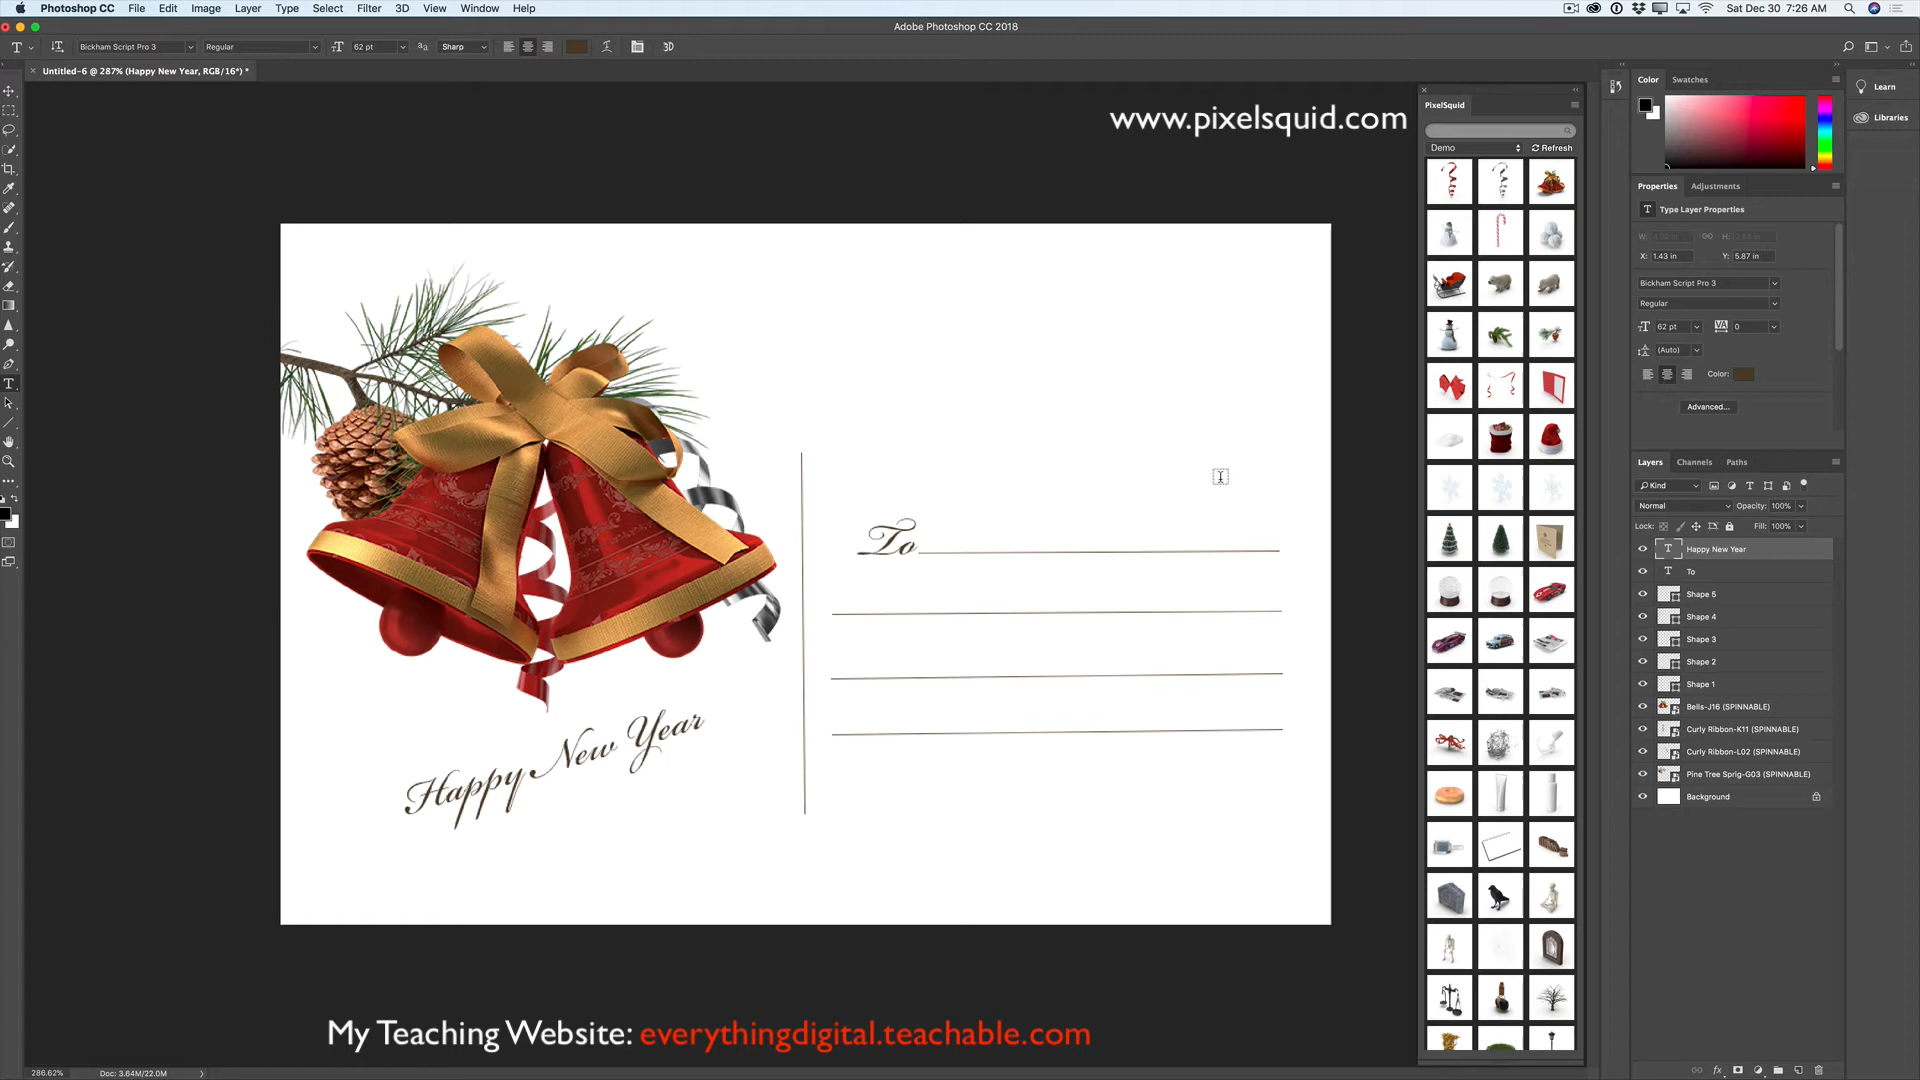 Photoshop CC File Edit Image Layer Type Select Filter 3D View Window Help
Sat Dec 30 7:26 AM
Adobe Photoshop CC 2018
Bickham Script Pro 3 Regular 62 pt Sharp 3D
Untitled-6 @ 287% (Happy New Year, RGB/16*) *
www.pixelsquid.com
PixelSquid
Demo Refresh
To
Happy New Year
My Teaching Website: everythingdigital.teachable.com
286.62% Doc: 3.64M/22.0M
Color Swatches
Learn
Libraries
Properties Adjustments
Type Layer Properties
W: H:
X: 1.43 in Y: 5.87 in
Bickham Script Pro 3
Regular
62 pt VA 0
(Auto)
Color:
Advanced...
Layers Channels Paths
Kind
Normal Opacity: 100%
Lock: Fill: 100%
Happy New Year
To
Shape 5
Shape 4
Shape 3
Shape 2
Shape 1
Bells-J16 (SPINNABLE)
Curly Ribbon-K11 (SPINNABLE)
Curly Ribbon-L02 (SPINNABLE)
Pine Tree Sprig-G03 (SPINNABLE)
Background